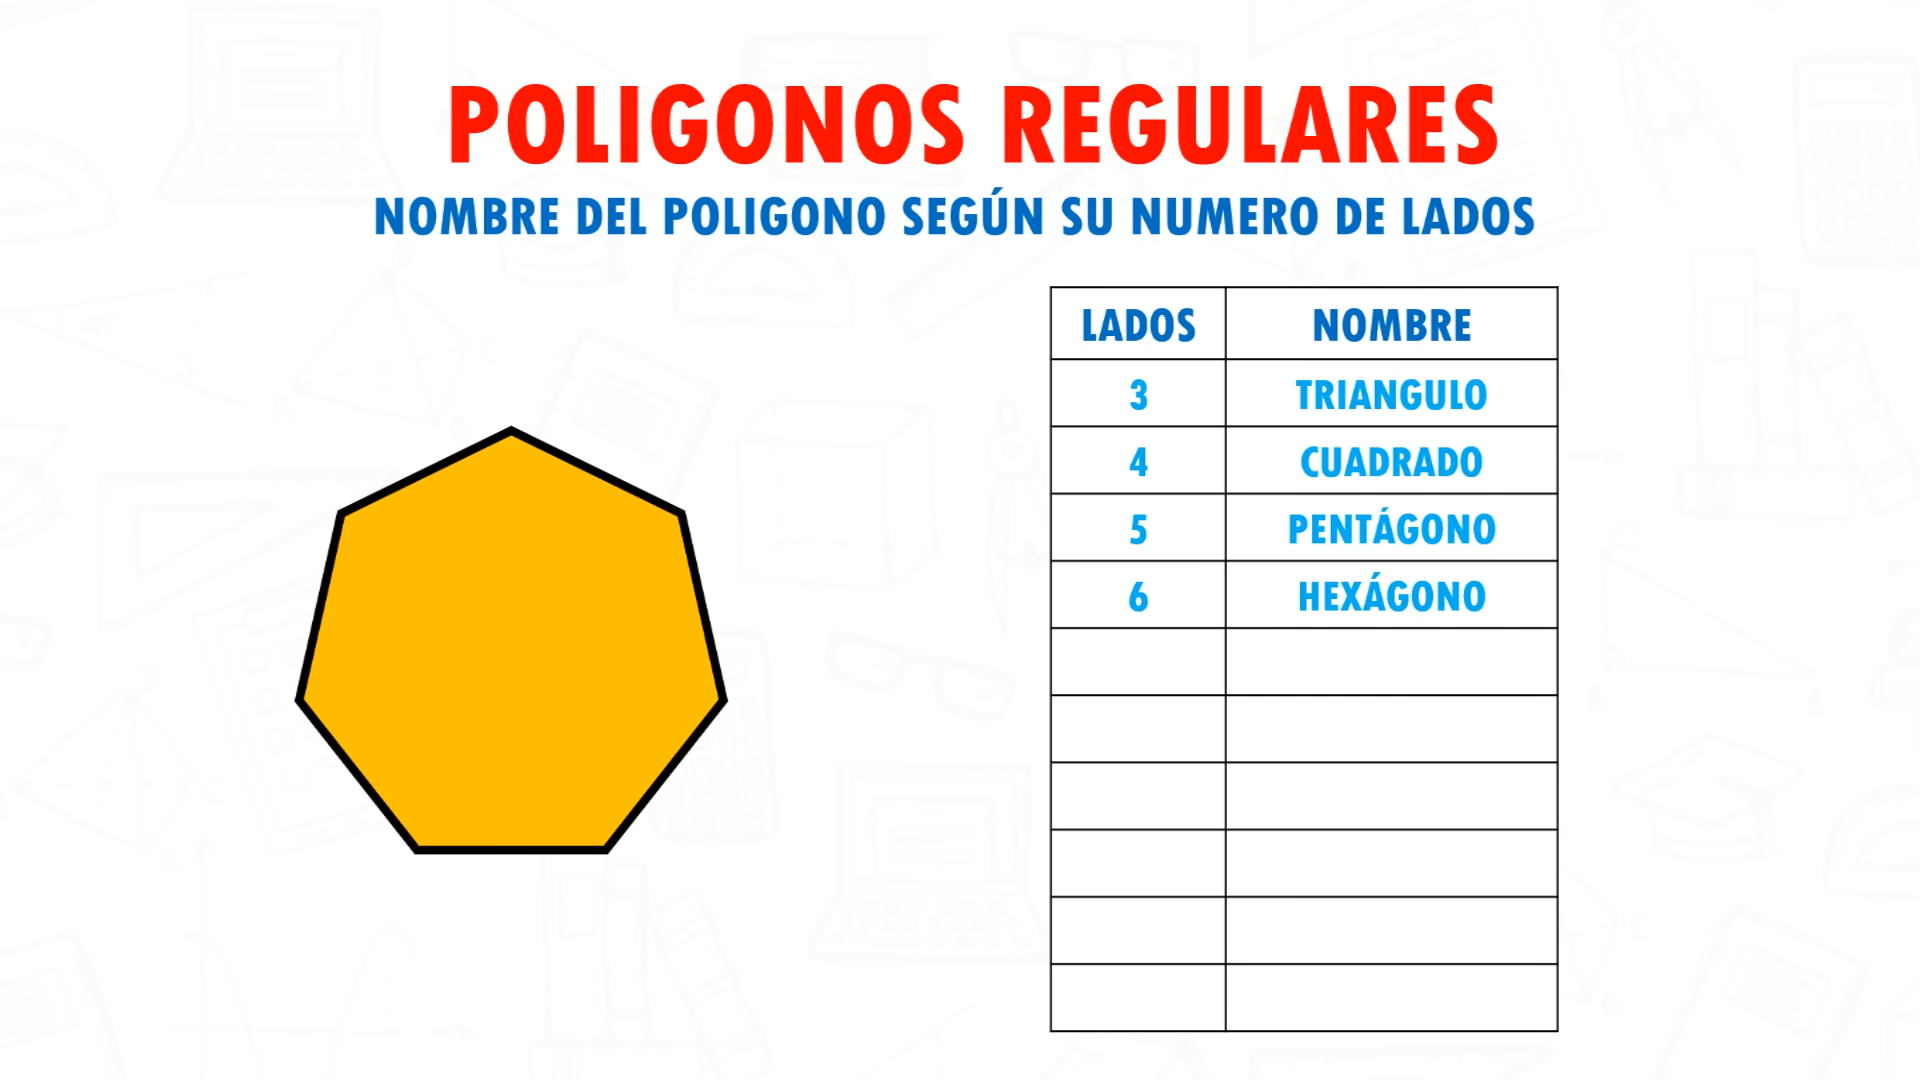 POLIGONOS REGULARES
NOMBRE DEL POLIGONO SEGÚN SU NUMERO DE LADOS
LADOS NOMBRE
3 TRIANGULO
4 CUADRADO
5 PENTÁGONO
6 HEXÁGONO